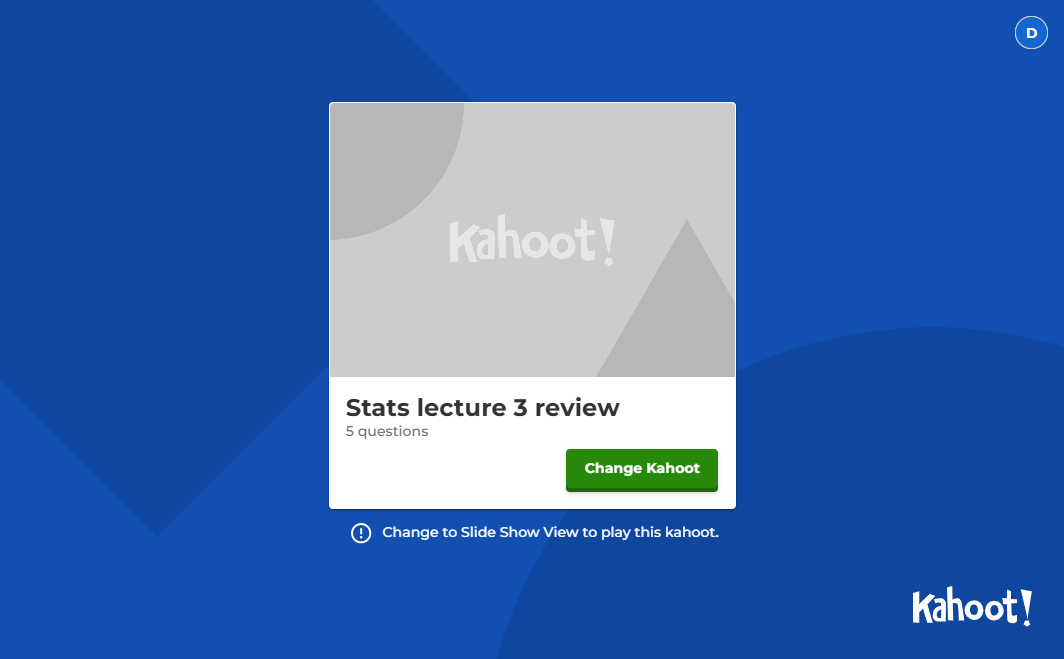 D
Kahoot!
Stats lecture 3 review
5 questions
Change Kahoot
Change to Slide Show View to play this kahoot.
Kahoot!